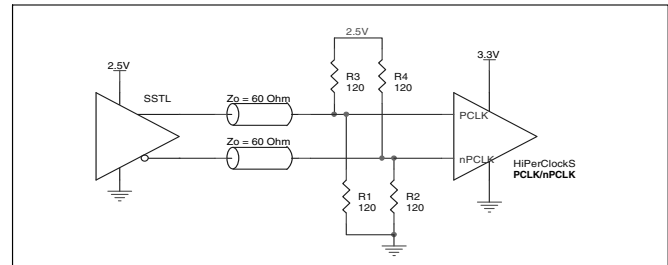 2.5V
3.3V
2.5V
SSTL
R3
120
R4
120
Zo = 60 Ohm
PCLK
Zo = 60 Ohm
nPCLK
HiPerClockS
PCLK/nPCLK
R1
120
R2
120